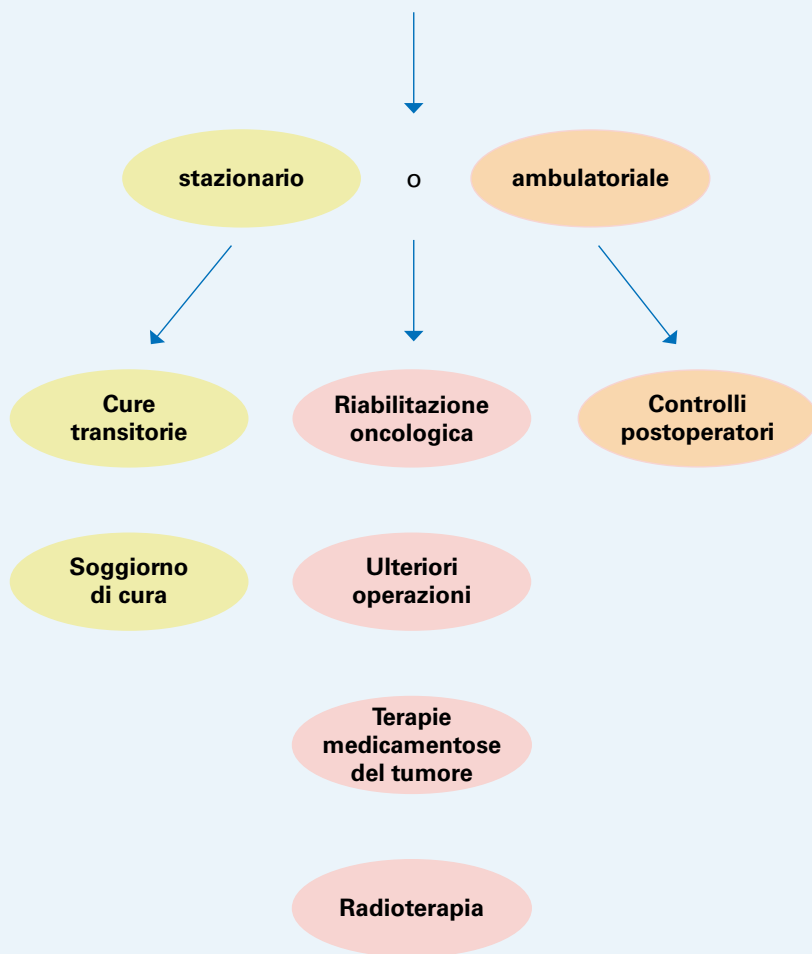 stazionario
o
ambulatoriale
Cure
transitorie
Riabilitazione
oncologica
Controlli
postoperatori
Soggiorno
di cura
Ulteriori
operazioni
Terapie
medicamentose
del tumore
Radioterapia